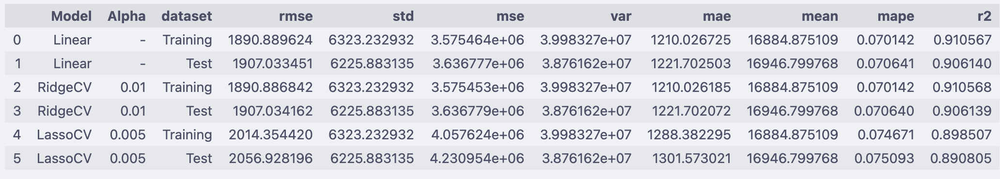 Model Alpha dataset rmse std mse var mae mean mape r2
0 Linear - Training 1890.889624 6323.232932 3.575464e+06 3.998327e+07 1210.026725 16884.875109 0.070142 0.910567
1 Linear - Test 1907.033451 6225.883135 3.636777e+06 3.876162e+07 1221.702503 16946.799768 0.070641 0.906140
2 RidgeCV 0.01 Training 1890.886842 6323.232932 3.575453e+06 3.998327e+07 1210.026185 16884.875109 0.070142 0.910568
3 RidgeCV 0.01 Test 1907.034162 6225.883135 3.636779e+06 3.876162e+07 1221.702072 16946.799768 0.070640 0.906139
4 LassoCV 0.005 Training 2014.354420 6323.232932 4.057624e+06 3.998327e+07 1288.382295 16884.875109 0.074671 0.898507
5 LassoCV 0.005 Test 2056.928196 6225.883135 4.230954e+06 3.876162e+07 1301.573021 16946.799768 0.075093 0.890805